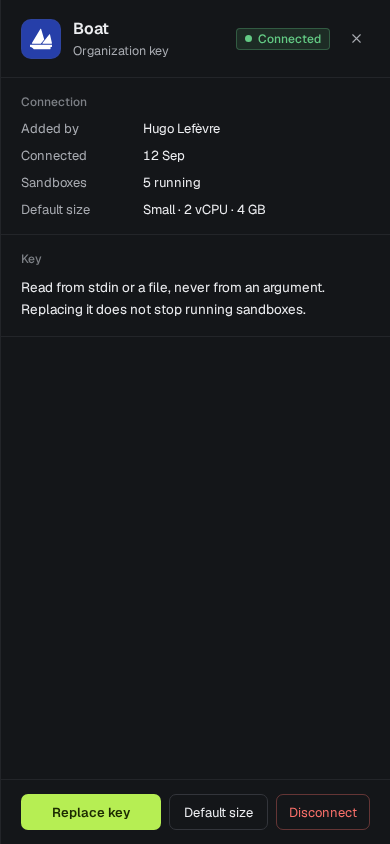 Boat
Organization key
Connected
Connection
Added by Hugo Lefèvre
Connected 12 Sep
Sandboxes 5 running
Default size Small · 2 vCPU · 4 GB
Key
Read from stdin or a file, never from an argument.
Replacing it does not stop running sandboxes.
Replace key Default size Disconnect